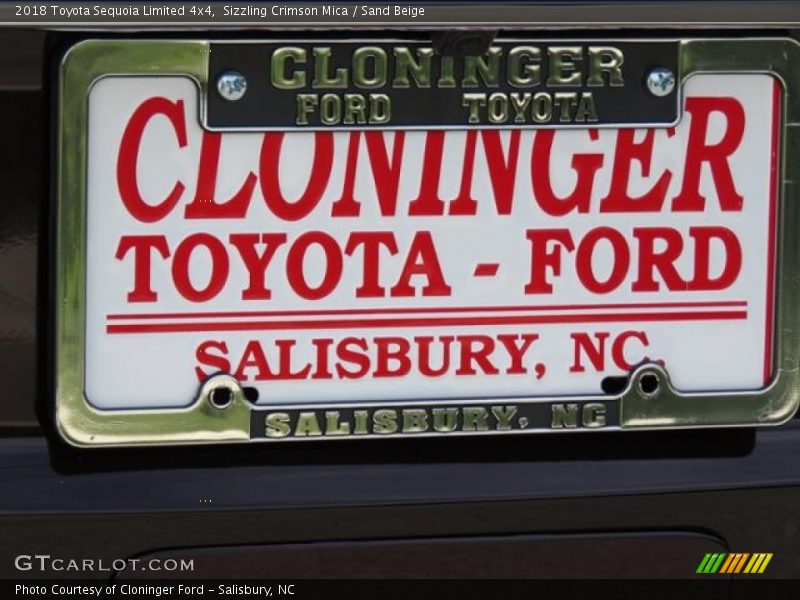 2018 Toyota Sequoia Limited 4x4, Sizzling Crimson Mica / Sand Beige
CLONINGER
FORD TOYOTA
CLONINGER
TOYOTA - FORD
SALISBURY, NC.
SALISBURY, NC
GTCARLOT.COM
Photo Courtesy of Cloninger Ford - Salisbury, NC